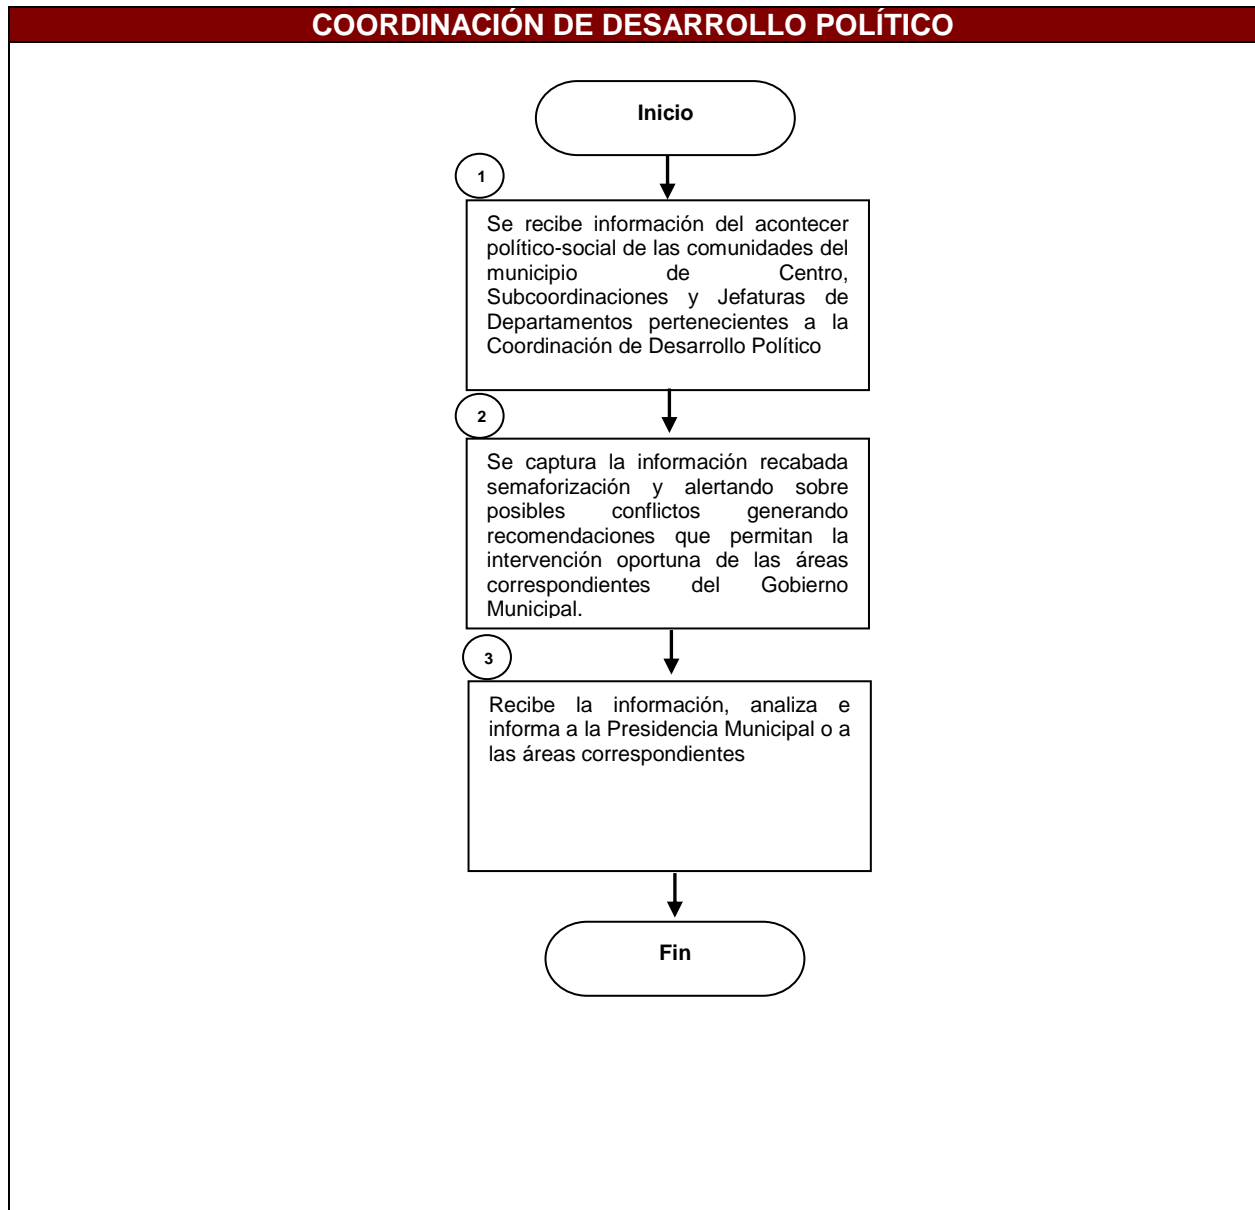 COORDINACIÓN DE DESARROLLO POLÍTICO
Inicio
1
Se recibe información del acontecer
político-social de las comunidades del
municipio de Centro,
Subcoordinaciones y Jefaturas de
Departamentos pertenecientes a la
Coordinación de Desarrollo Político
2
Se captura la información recabada
semaforización y alertando sobre
posibles conflictos generando
recomendaciones que permitan la
intervención oportuna de las áreas
correspondientes del Gobierno
Municipal.
3
Recibe la información, analiza e
informa a la Presidencia Municipal o a
las áreas correspondientes
Fin